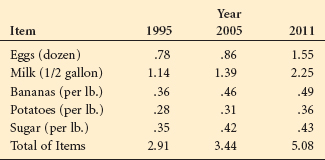 Year
Item 1995 2005 2011
Eggs (dozen) .78 .86 1.55
Milk (1/2 gallon) 1.14 1.39 2.25
Bananas (per lb.) .36 .46 .49
Potatoes (per lb.) .28 .31 .36
Sugar (per lb.) .35 .42 .43
Total of Items 2.91 3.44 5.08